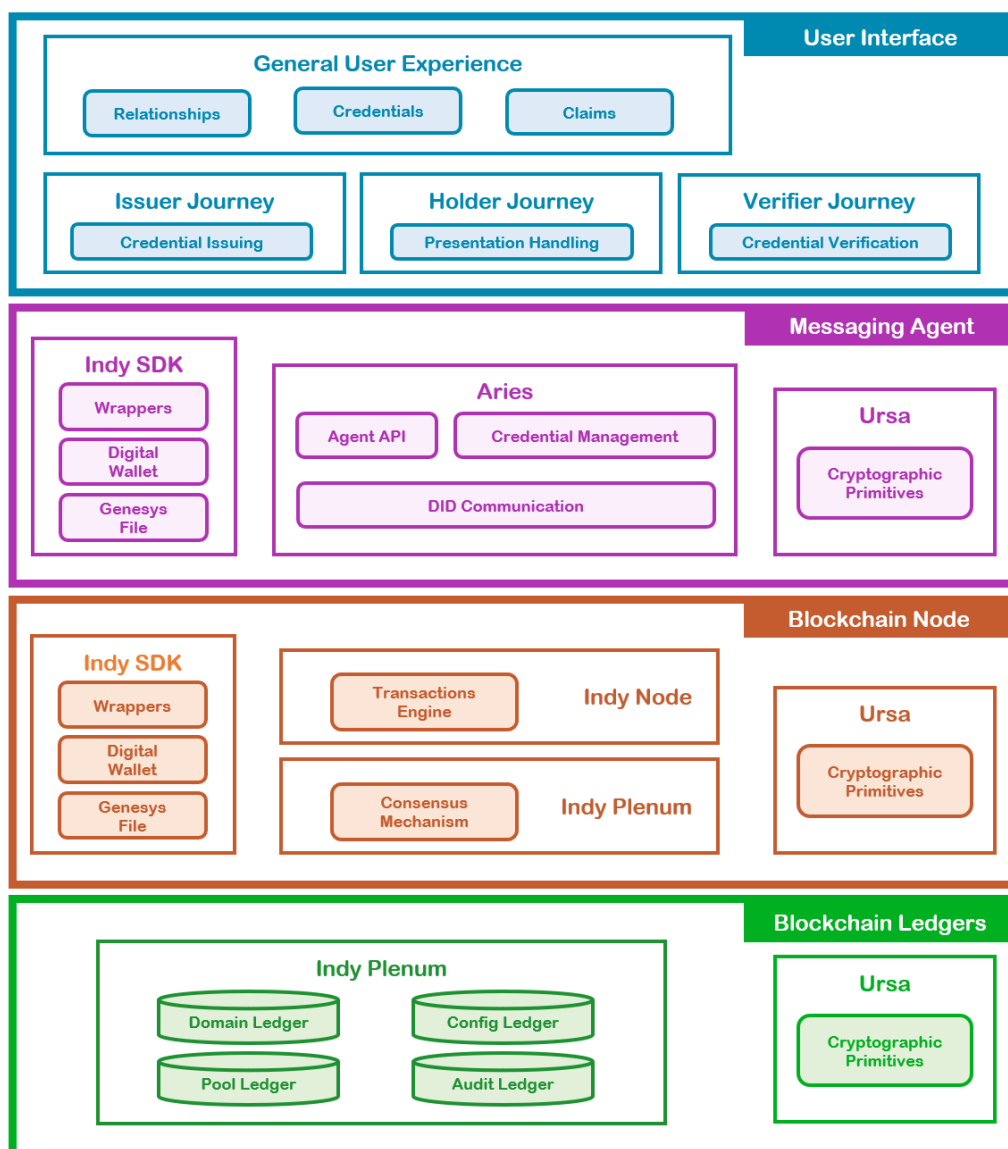 User Interface
General User Experience
Relationships
Credentials
Claims
Issuer Journey
Credential Issuing
Holder Journey
Presentation Handling
Verifier Journey
Credential Verification
Messaging Agent
Indy SDK
Wrappers
Digital
Wallet
Genesys
File
Aries
Agent API
Credential Management
DID Communication
Ursa
Cryptographic
Primitives
Blockchain Node
Indy SDK
Wrappers
Digital
Wallet
Genesys
File
Transactions
Engine
Indy Node
Consensus
Mechanism
Indy Plenum
Ursa
Cryptographic
Primitives
Blockchain Ledgers
Indy Plenum
Domain Ledger
Config Ledger
Pool Ledger
Audit Ledger
Ursa
Cryptographic
Primitives